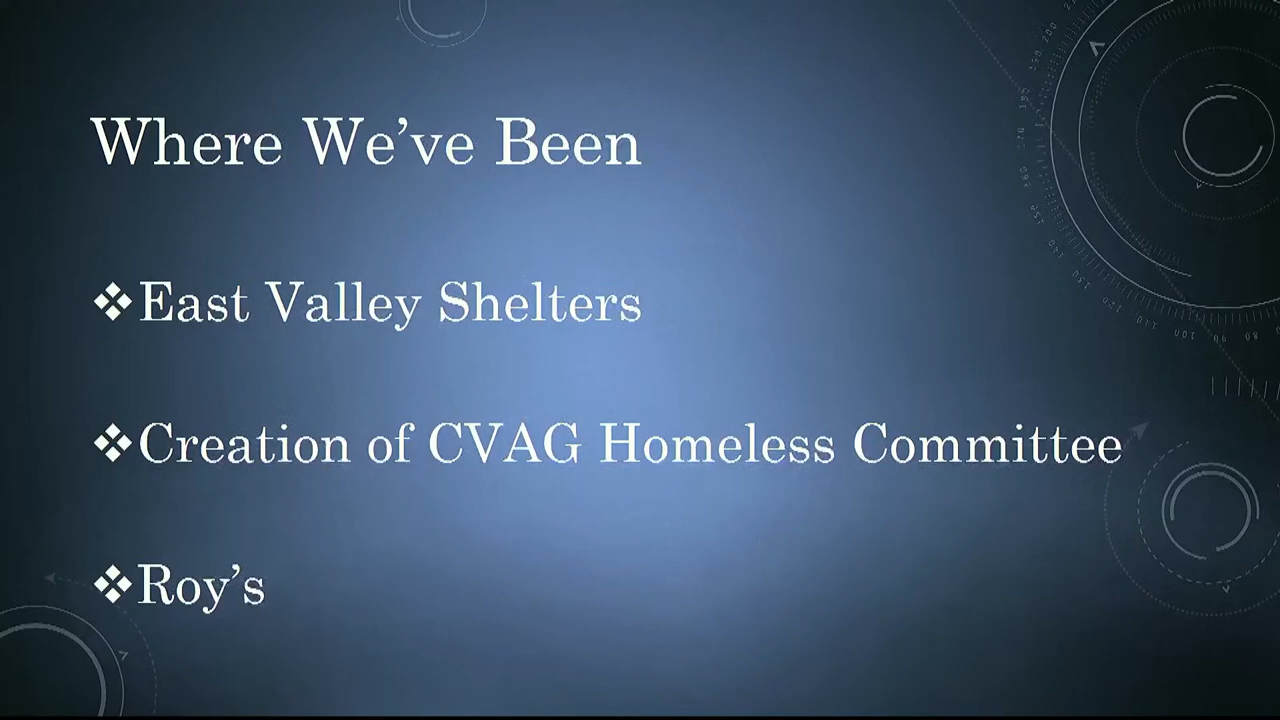 Where We've Been
❖East Valley Shelters
❖Creation of CVAG Homeless Committee
❖Roy's